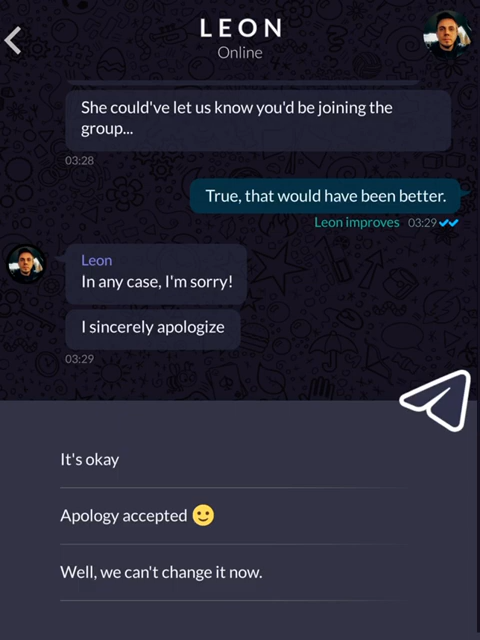 LEON
Online
She could've let us know you'd be joining the
group...
03:28
True, that would have been better.
Leon improves 03:29
Leon
In any case, I'm sorry!
I sincerely apologize
03:29
It's okay
Apology accepted 🙂
Well, we can't change it now.